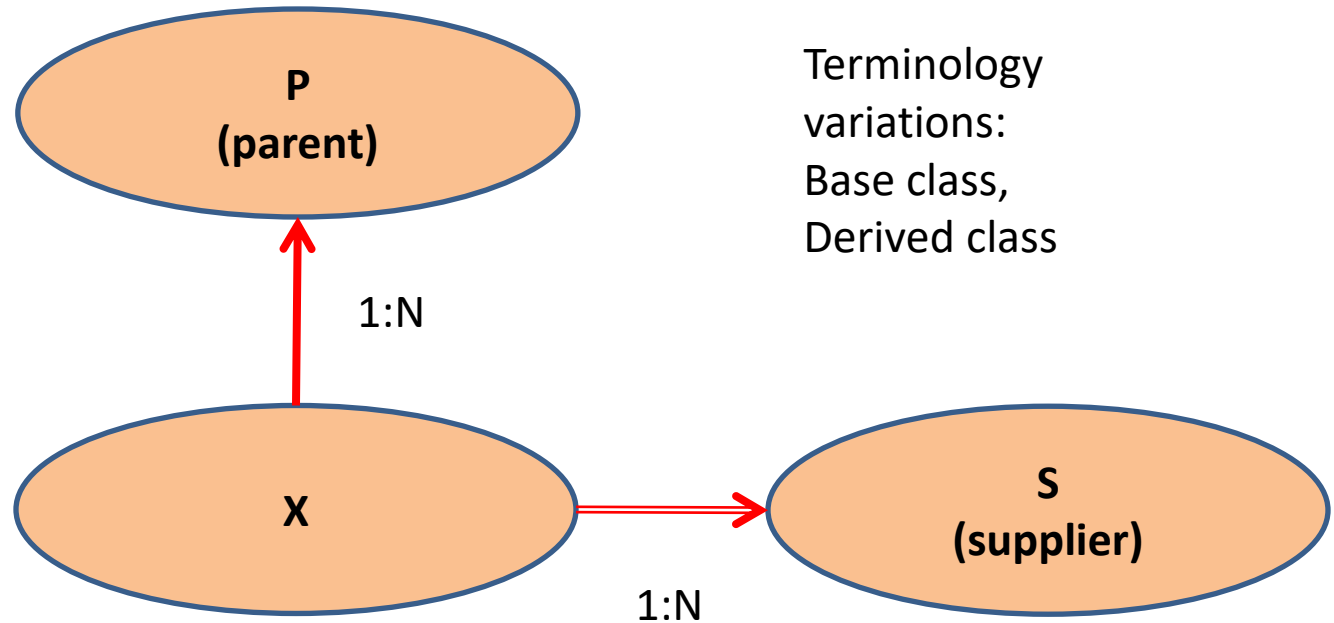 P
(parent)
Terminology
variations:
Base class,
Derived class
1:N
X
S
(supplier)
1:N